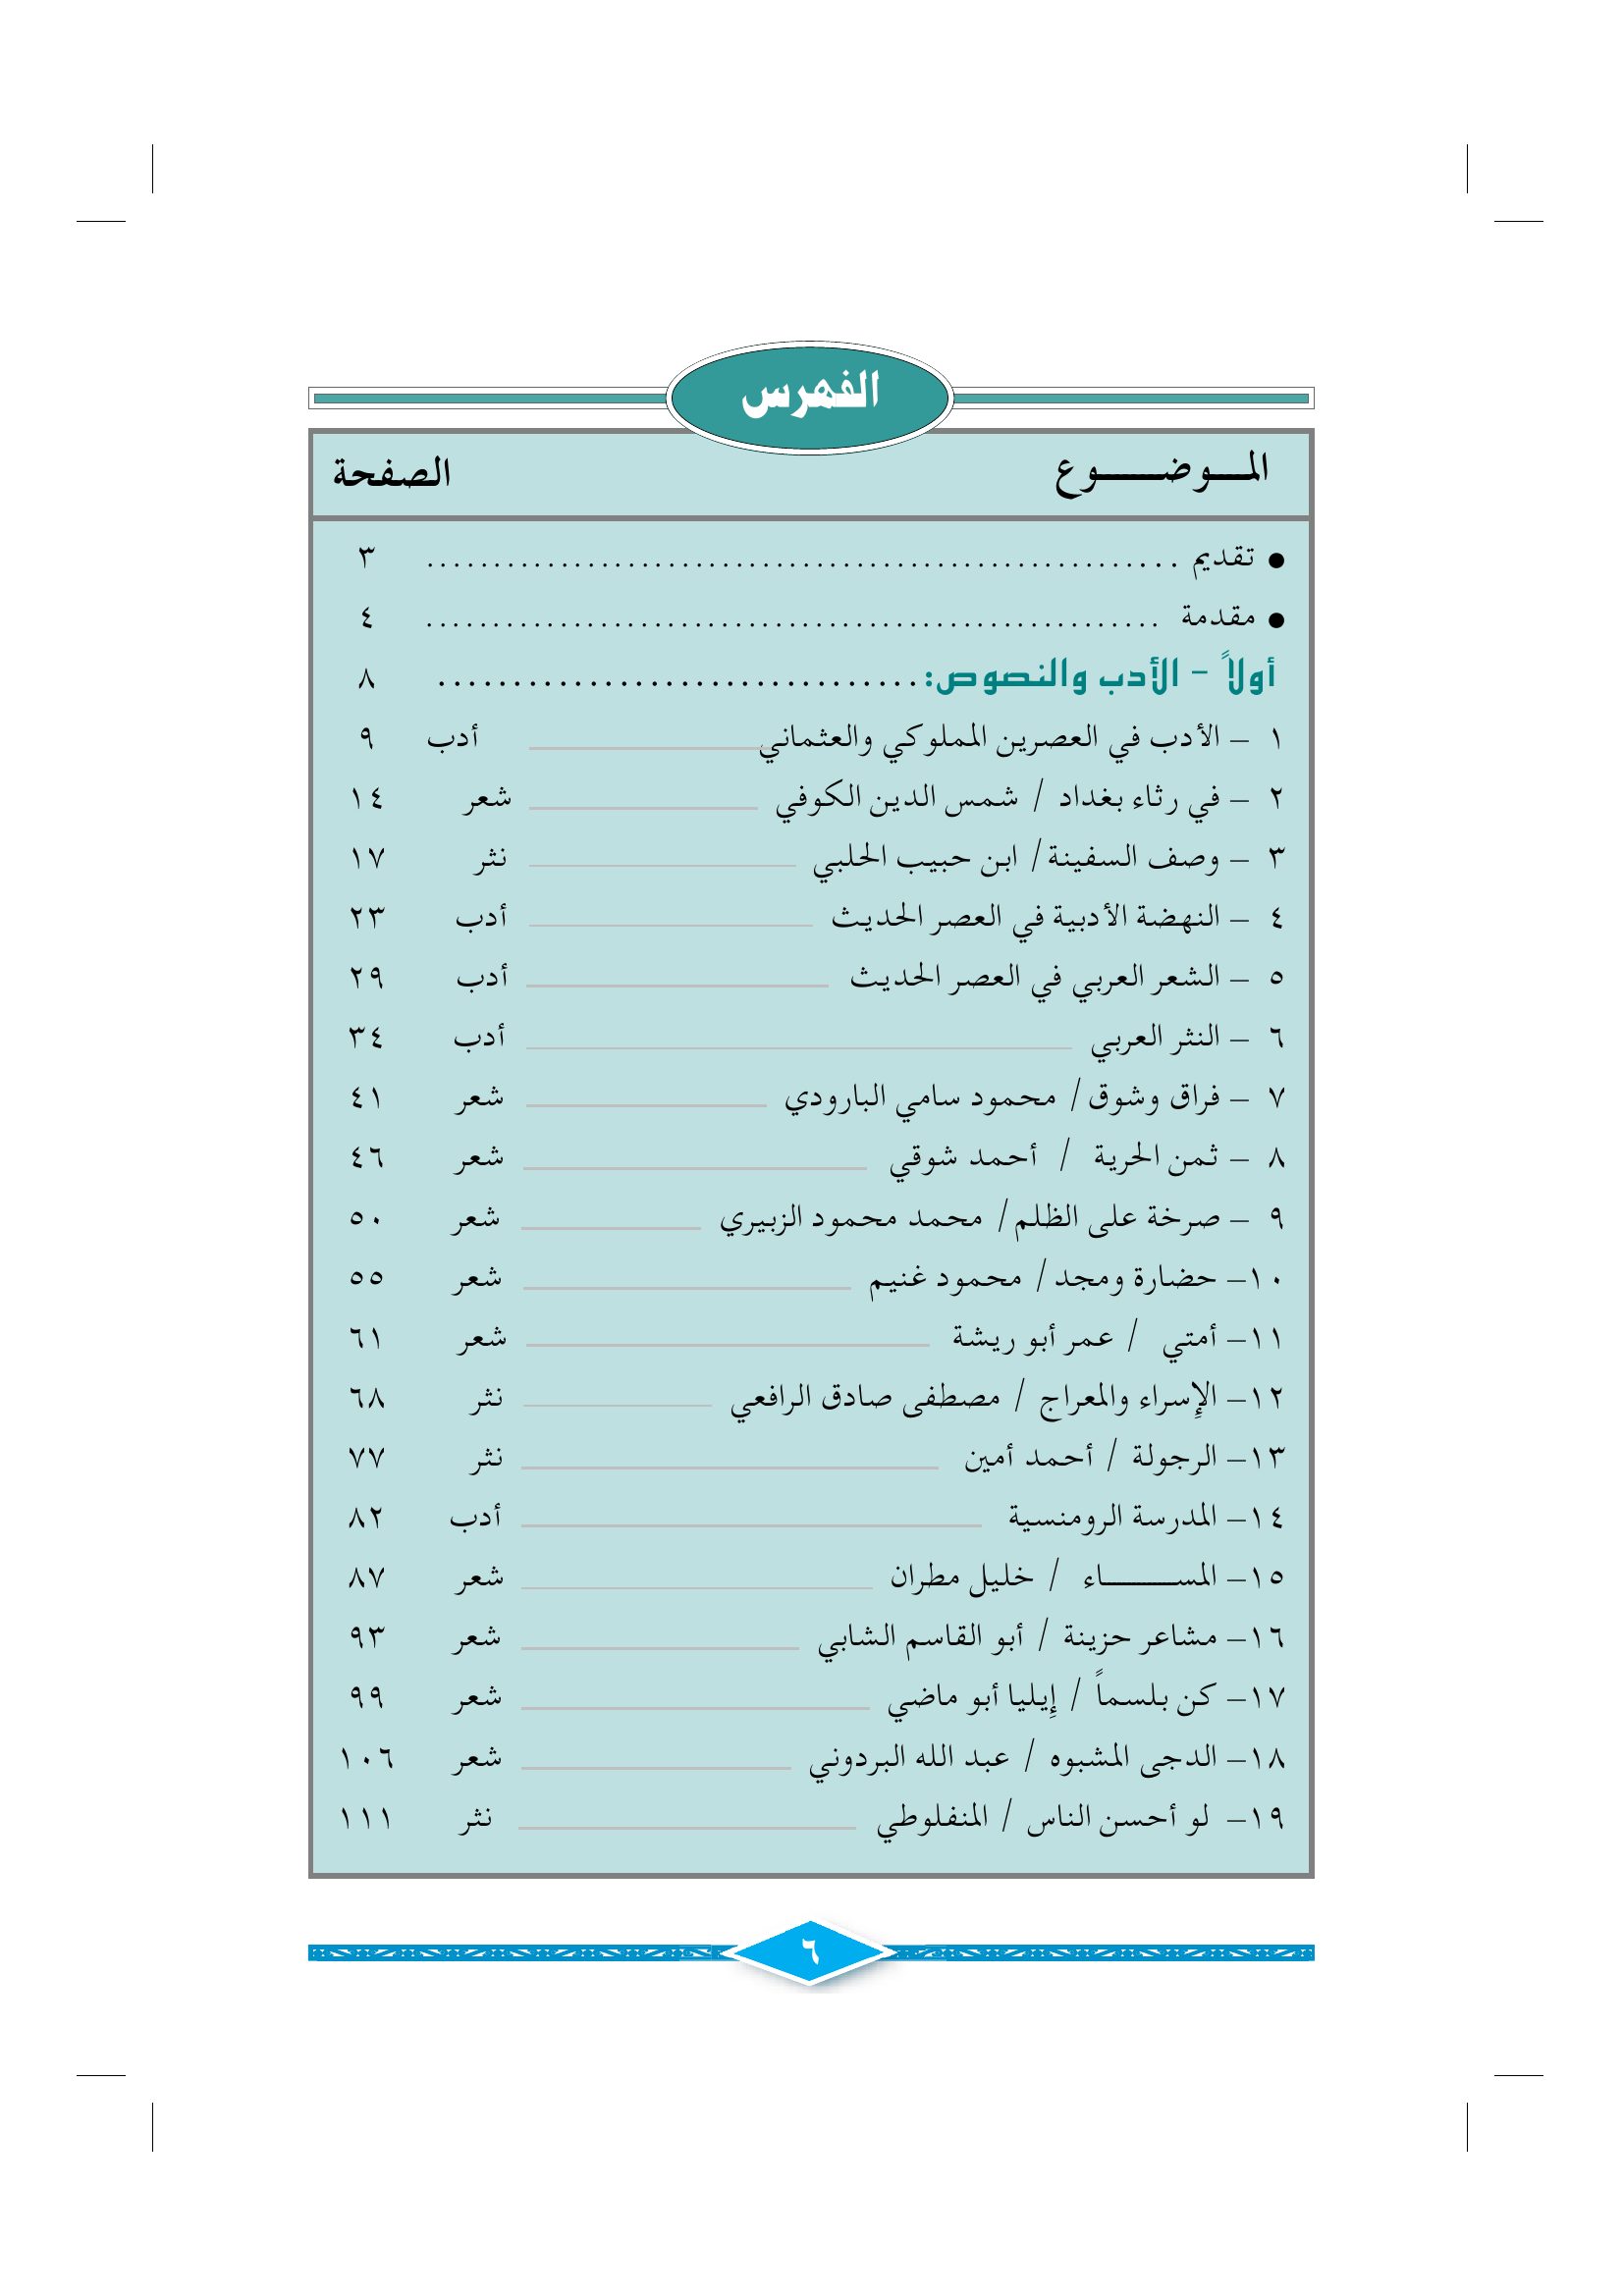 الفهرس
الموضوع الصفحة
● تقديم .................................................. ٣
● مقدمة .................................................. ٤
أولاً - الأدب والنصوص: ................................ ٨
١ – الأدب في العصرين المملوكي والعثماني أدب ٩
٢ – في رثاء بغداد / شمس الدين الكوفي شعر ١٤
٣ – وصف السفينة / ابن حبيب الحلبي نثر ١٧
٤ – النهضة الأدبية في العصر الحديث أدب ٢٣
٥ – الشعر العربي في العصر الحديث أدب ٢٩
٦ – النثر العربي أدب ٣٤
٧ – فراق وشوق / محمود سامي البارودي شعر ٤١
٨ – ثمن الحرية / أحمد شوقي شعر ٤٦
٩ – صرخة على الظلم / محمد محمود الزبيري شعر ٥٠
١٠– حضارة ومجد / محمود غنيم شعر ٥٥
١١– أمتي / عمر أبو ريشة شعر ٦١
١٢– الإسراء والمعراج / مصطفى صادق الرافعي نثر ٦٨
١٣– الرجولة / أحمد أمين نثر ٧٧
١٤– المدرسة الرومنسية أدب ٨٢
١٥– المســـــاء / خليل مطران شعر ٨٧
١٦– مشاعر حزينة / أبو القاسم الشابي شعر ٩٣
١٧– كن بلسماً / إيليا أبو ماضي شعر ٩٩
١٨– الدجى المشبوه / عبد الله البردوني شعر ١٠٦
١٩– لو أحسن الناس / المنفلوطي نثر ١١١
٦